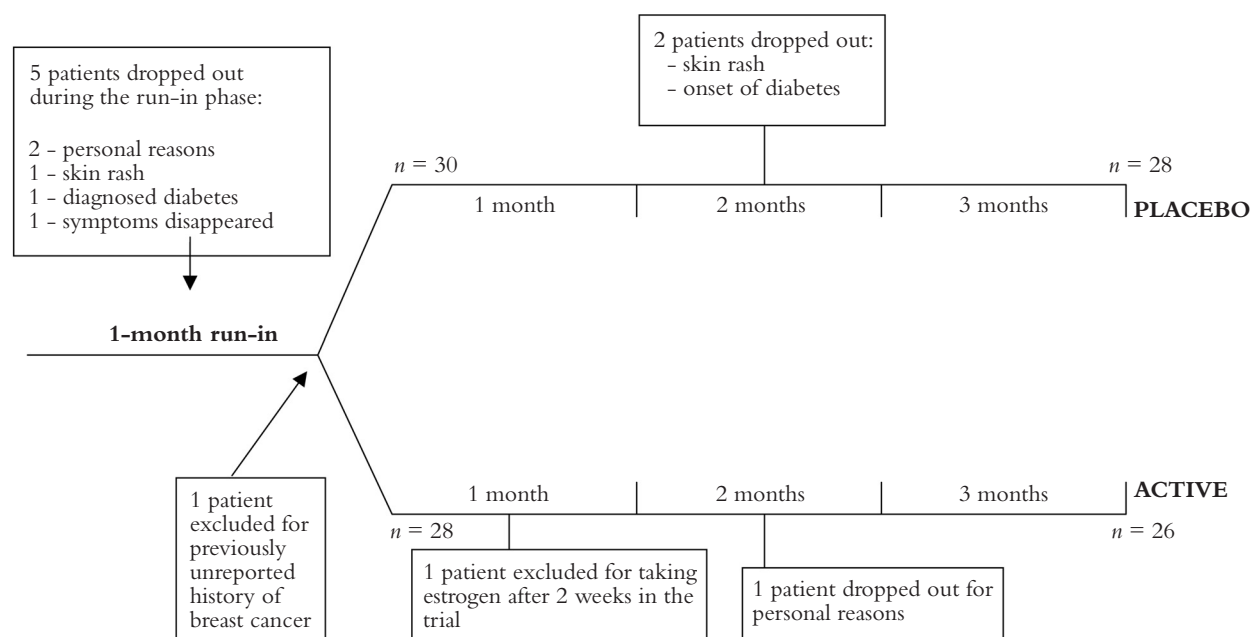 5 patients dropped out
during the run-in phase:
2 - personal reasons
1 - skin rash
1 - diagnosed diabetes
1 - symptoms disappeared
2 patients dropped out:
- skin rash
- onset of diabetes
n = 30
n = 28
1 month
2 months
3 months
PLACEBO
1-month run-in
1 patient
excluded for
previously
unreported
history of
breast cancer
1 month
2 months
3 months
ACTIVE
n = 28
n = 26
1 patient excluded for taking
estrogen after 2 weeks in the
trial
1 patient dropped out for
personal reasons